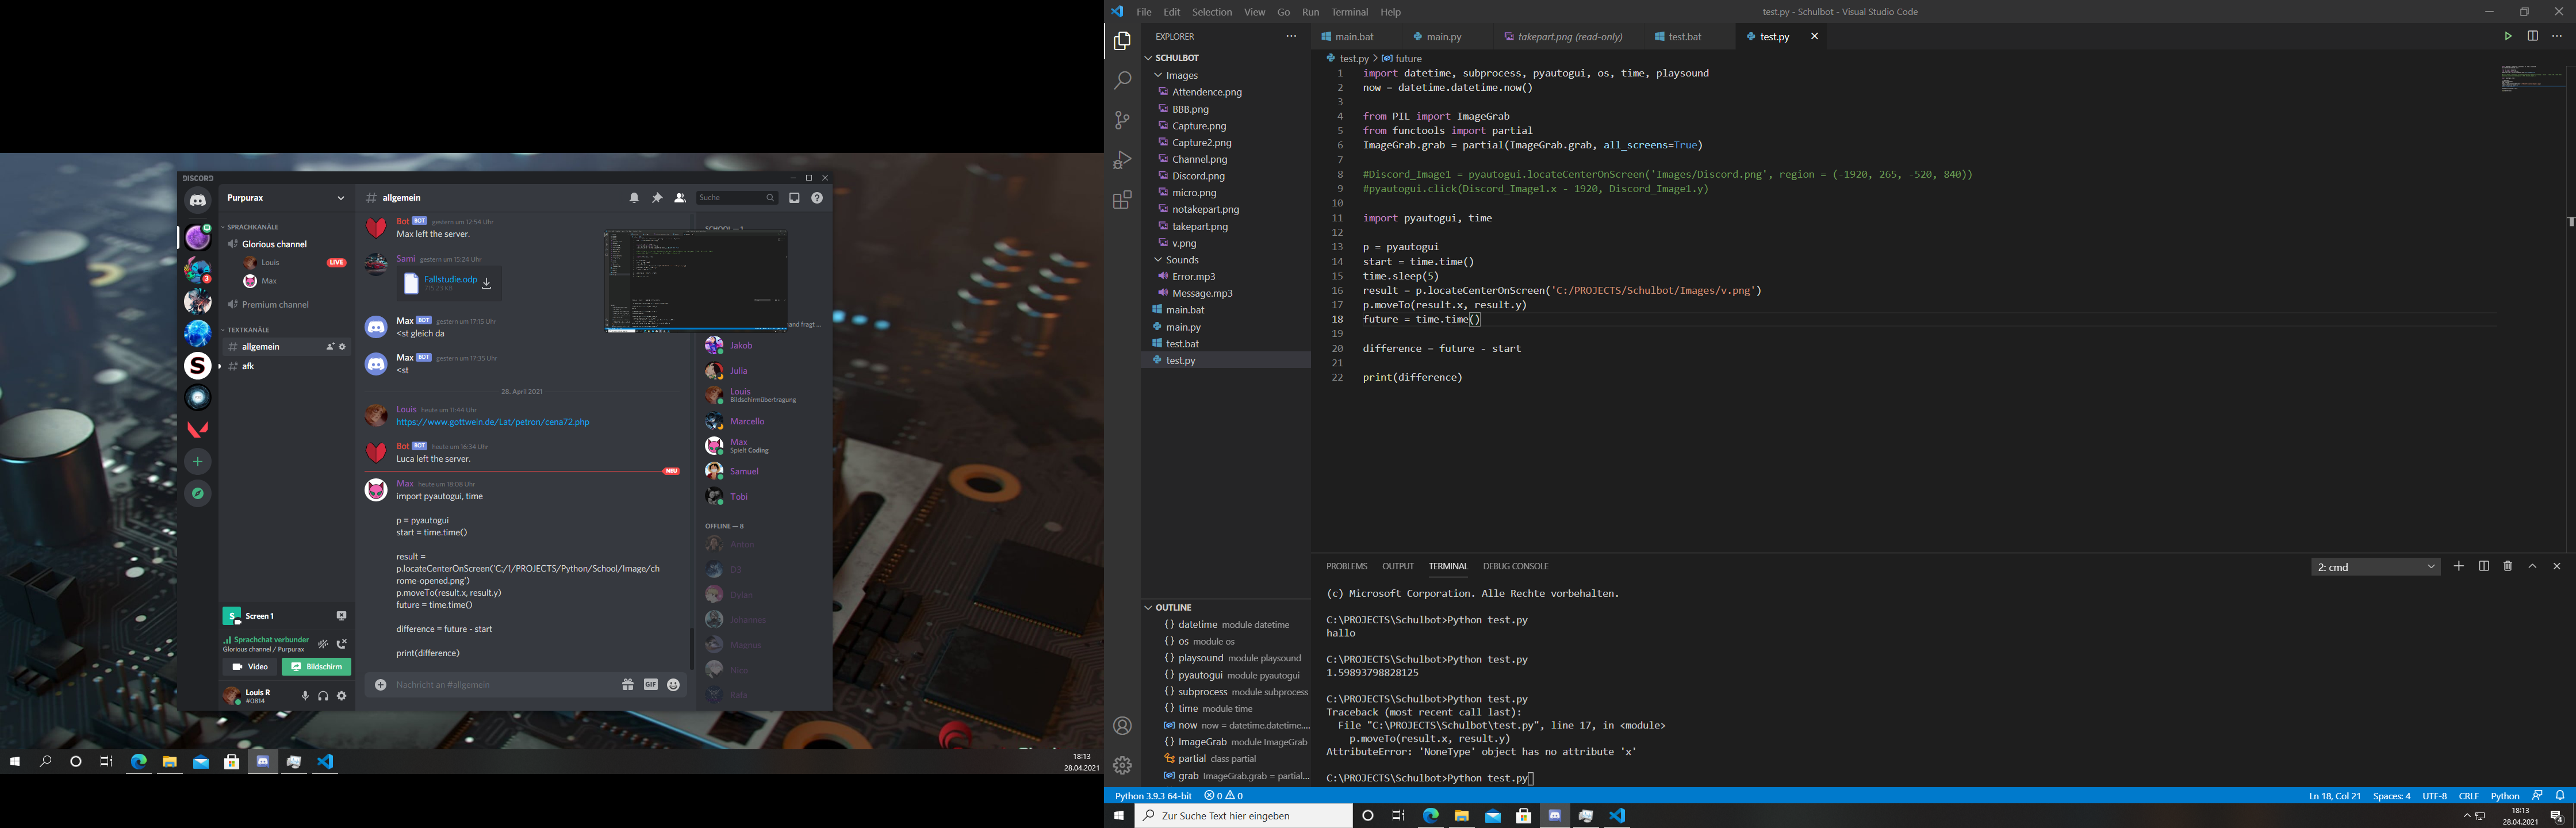 DISCORD
Purpurax
SPRACHKANÄLE
Glorious channel
Louis
LIVE
Max
Premium channel
TEXTKANÄLE
allgemein
afk
3
Screen 1
Sprachchat verbunden
Glorious channel / Purpurax
Video
Bildschirm
Louis R
#0814
allgemein
Suche
Bot BOT gestern um 12:54 Uhr
Max left the server.
Sami gestern um 15:24 Uhr
Fallstudie.odp
715.23 KB
Max BOT gestern um 17:15 Uhr
<st gleich da
Max BOT gestern um 17:35 Uhr
<st
28. April 2021
Louis heute um 11:44 Uhr
https://www.gottwein.de/Lat/petron/cena72.php
Bot BOT heute um 16:34 Uhr
Luca left the server.
NEU
Max heute um 18:08 Uhr
import pyautogui, time
p = pyautogui
start = time.time()
result =
p.locateCenterOnScreen('C:/1/PROJECTS/Python/School/Image/ch
rome-opened.png')
p.moveTo(result.x, result.y)
future = time.time()
difference = future - start
print(difference)
Nachricht an #allgemein
GIF
SCHOOL — 1
and fragt ...
Jakob
Julia
Louis
Bildschirmübertragung
Marcello
Max
Spielt Coding
Samuel
Tobi
OFFLINE — 8
Anton
D3
Dylan
Johannes
Magnus
Nico
Rafa
18:13
28.04.2021
File Edit Selection View Go Run Terminal Help
test.py - Schulbot - Visual Studio Code
EXPLORER
SCHULBOT
Images
Attendence.png
BBB.png
Capture.png
Capture2.png
Channel.png
Discord.png
micro.png
notakepart.png
takepart.png
v.png
Sounds
Error.mp3
Message.mp3
main.bat
main.py
test.bat
test.py
OUTLINE
datetime module datetime
os module os
playsound module playsound
pyautogui module pyautogui
subprocess module subprocess
time module time
now now = datetime.datetime....
ImageGrab module ImageGrab
partial class partial
grab ImageGrab.grab = partial...
main.bat
main.py
takepart.png (read-only)
test.bat
test.py
test.py > future
1 import datetime, subprocess, pyautogui, os, time, playsound
2 now = datetime.datetime.now()
3
4 from PIL import ImageGrab
5 from functools import partial
6 ImageGrab.grab = partial(ImageGrab.grab, all_screens=True)
7
8 #Discord_Image1 = pyautogui.locateCenterOnScreen('Images/Discord.png', region = (-1920, 265, -520, 840))
9 #pyautogui.click(Discord_Image1.x - 1920, Discord_Image1.y)
10
11 import pyautogui, time
12
13 p = pyautogui
14 start = time.time()
15 time.sleep(5)
16 result = p.locateCenterOnScreen('C:/PROJECTS/Schulbot/Images/v.png')
17 p.moveTo(result.x, result.y)
18 future = time.time()
19
20 difference = future - start
21
22 print(difference)
PROBLEMS OUTPUT TERMINAL DEBUG CONSOLE
2: cmd
(c) Microsoft Corporation. Alle Rechte vorbehalten.
C:\PROJECTS\Schulbot>Python test.py
hallo
C:\PROJECTS\Schulbot>Python test.py
1.59893798828125
C:\PROJECTS\Schulbot>Python test.py
Traceback (most recent call last):
File "C:\PROJECTS\Schulbot\test.py", line 17, in <module>
p.moveTo(result.x, result.y)
AttributeError: 'NoneType' object has no attribute 'x'
C:\PROJECTS\Schulbot>Python test.py
Python 3.9.3 64-bit
0
0
Ln 18, Col 21 Spaces: 4 UTF-8 CRLF Python
Zur Suche Text hier eingeben
18:13
28.04.2021